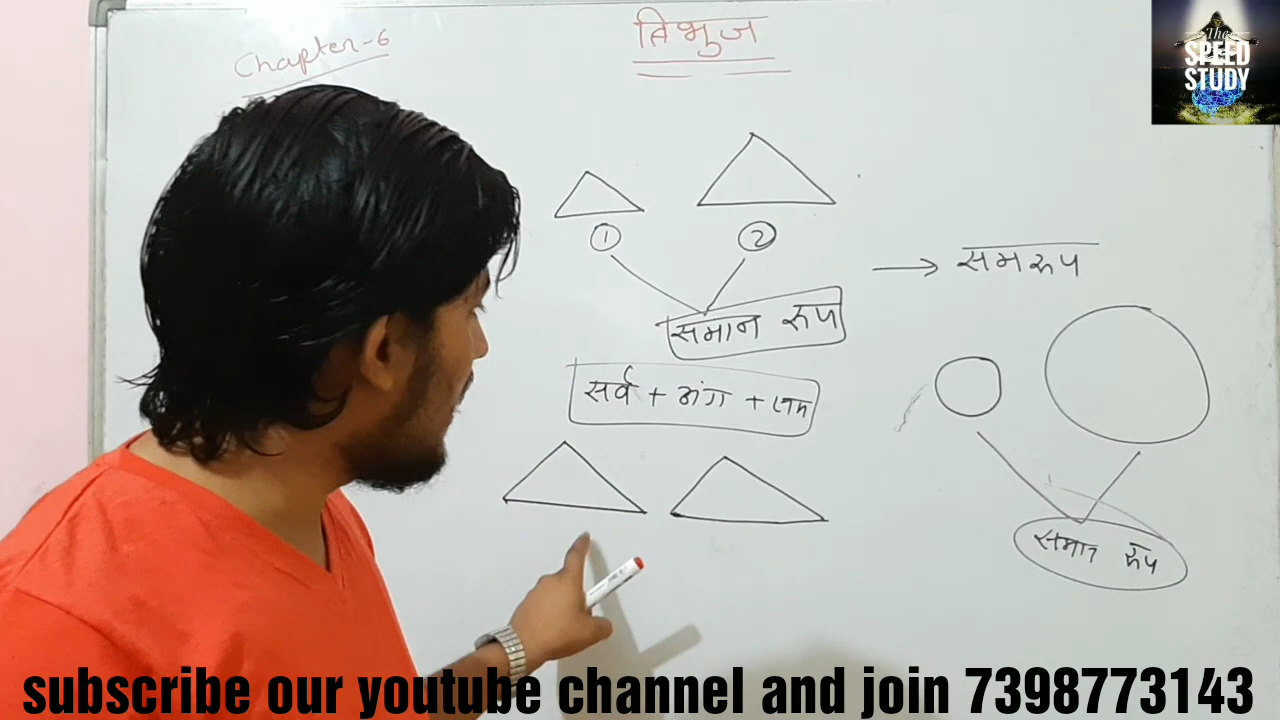 Chapter-6
त्रिभुज
The
SPEED
STUDY
1
2
समान रूप
→ समरूप
सर्व + अंग + सम
समान रूप
subscribe our youtube channel and join 7398773143